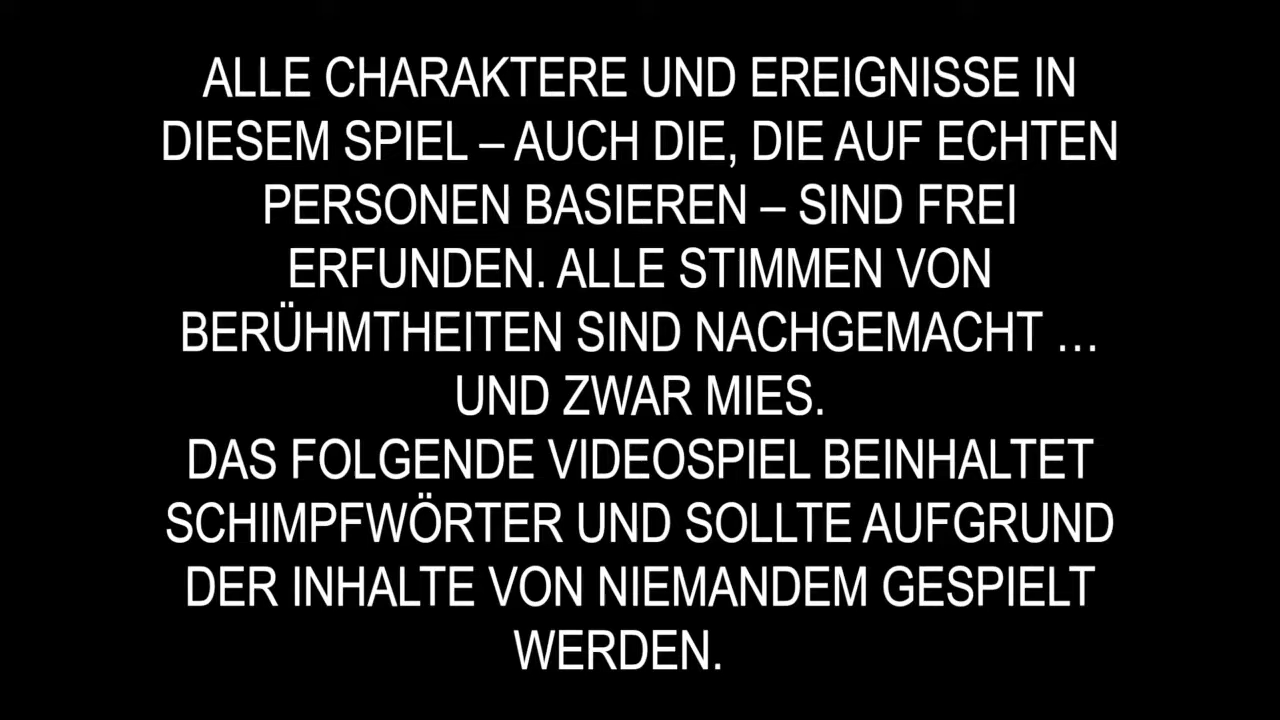 ALLE CHARAKTERE UND EREIGNISSE IN
DIESEM SPIEL – AUCH DIE, DIE AUF ECHTEN
PERSONEN BASIEREN – SIND FREI
ERFUNDEN. ALLE STIMMEN VON
BERÜHMTHEITEN SIND NACHGEMACHT …
UND ZWAR MIES.
DAS FOLGENDE VIDEOSPIEL BEINHALTET
SCHIMPFWÖRTER UND SOLLTE AUFGRUND
DER INHALTE VON NIEMANDEM GESPIELT
WERDEN.